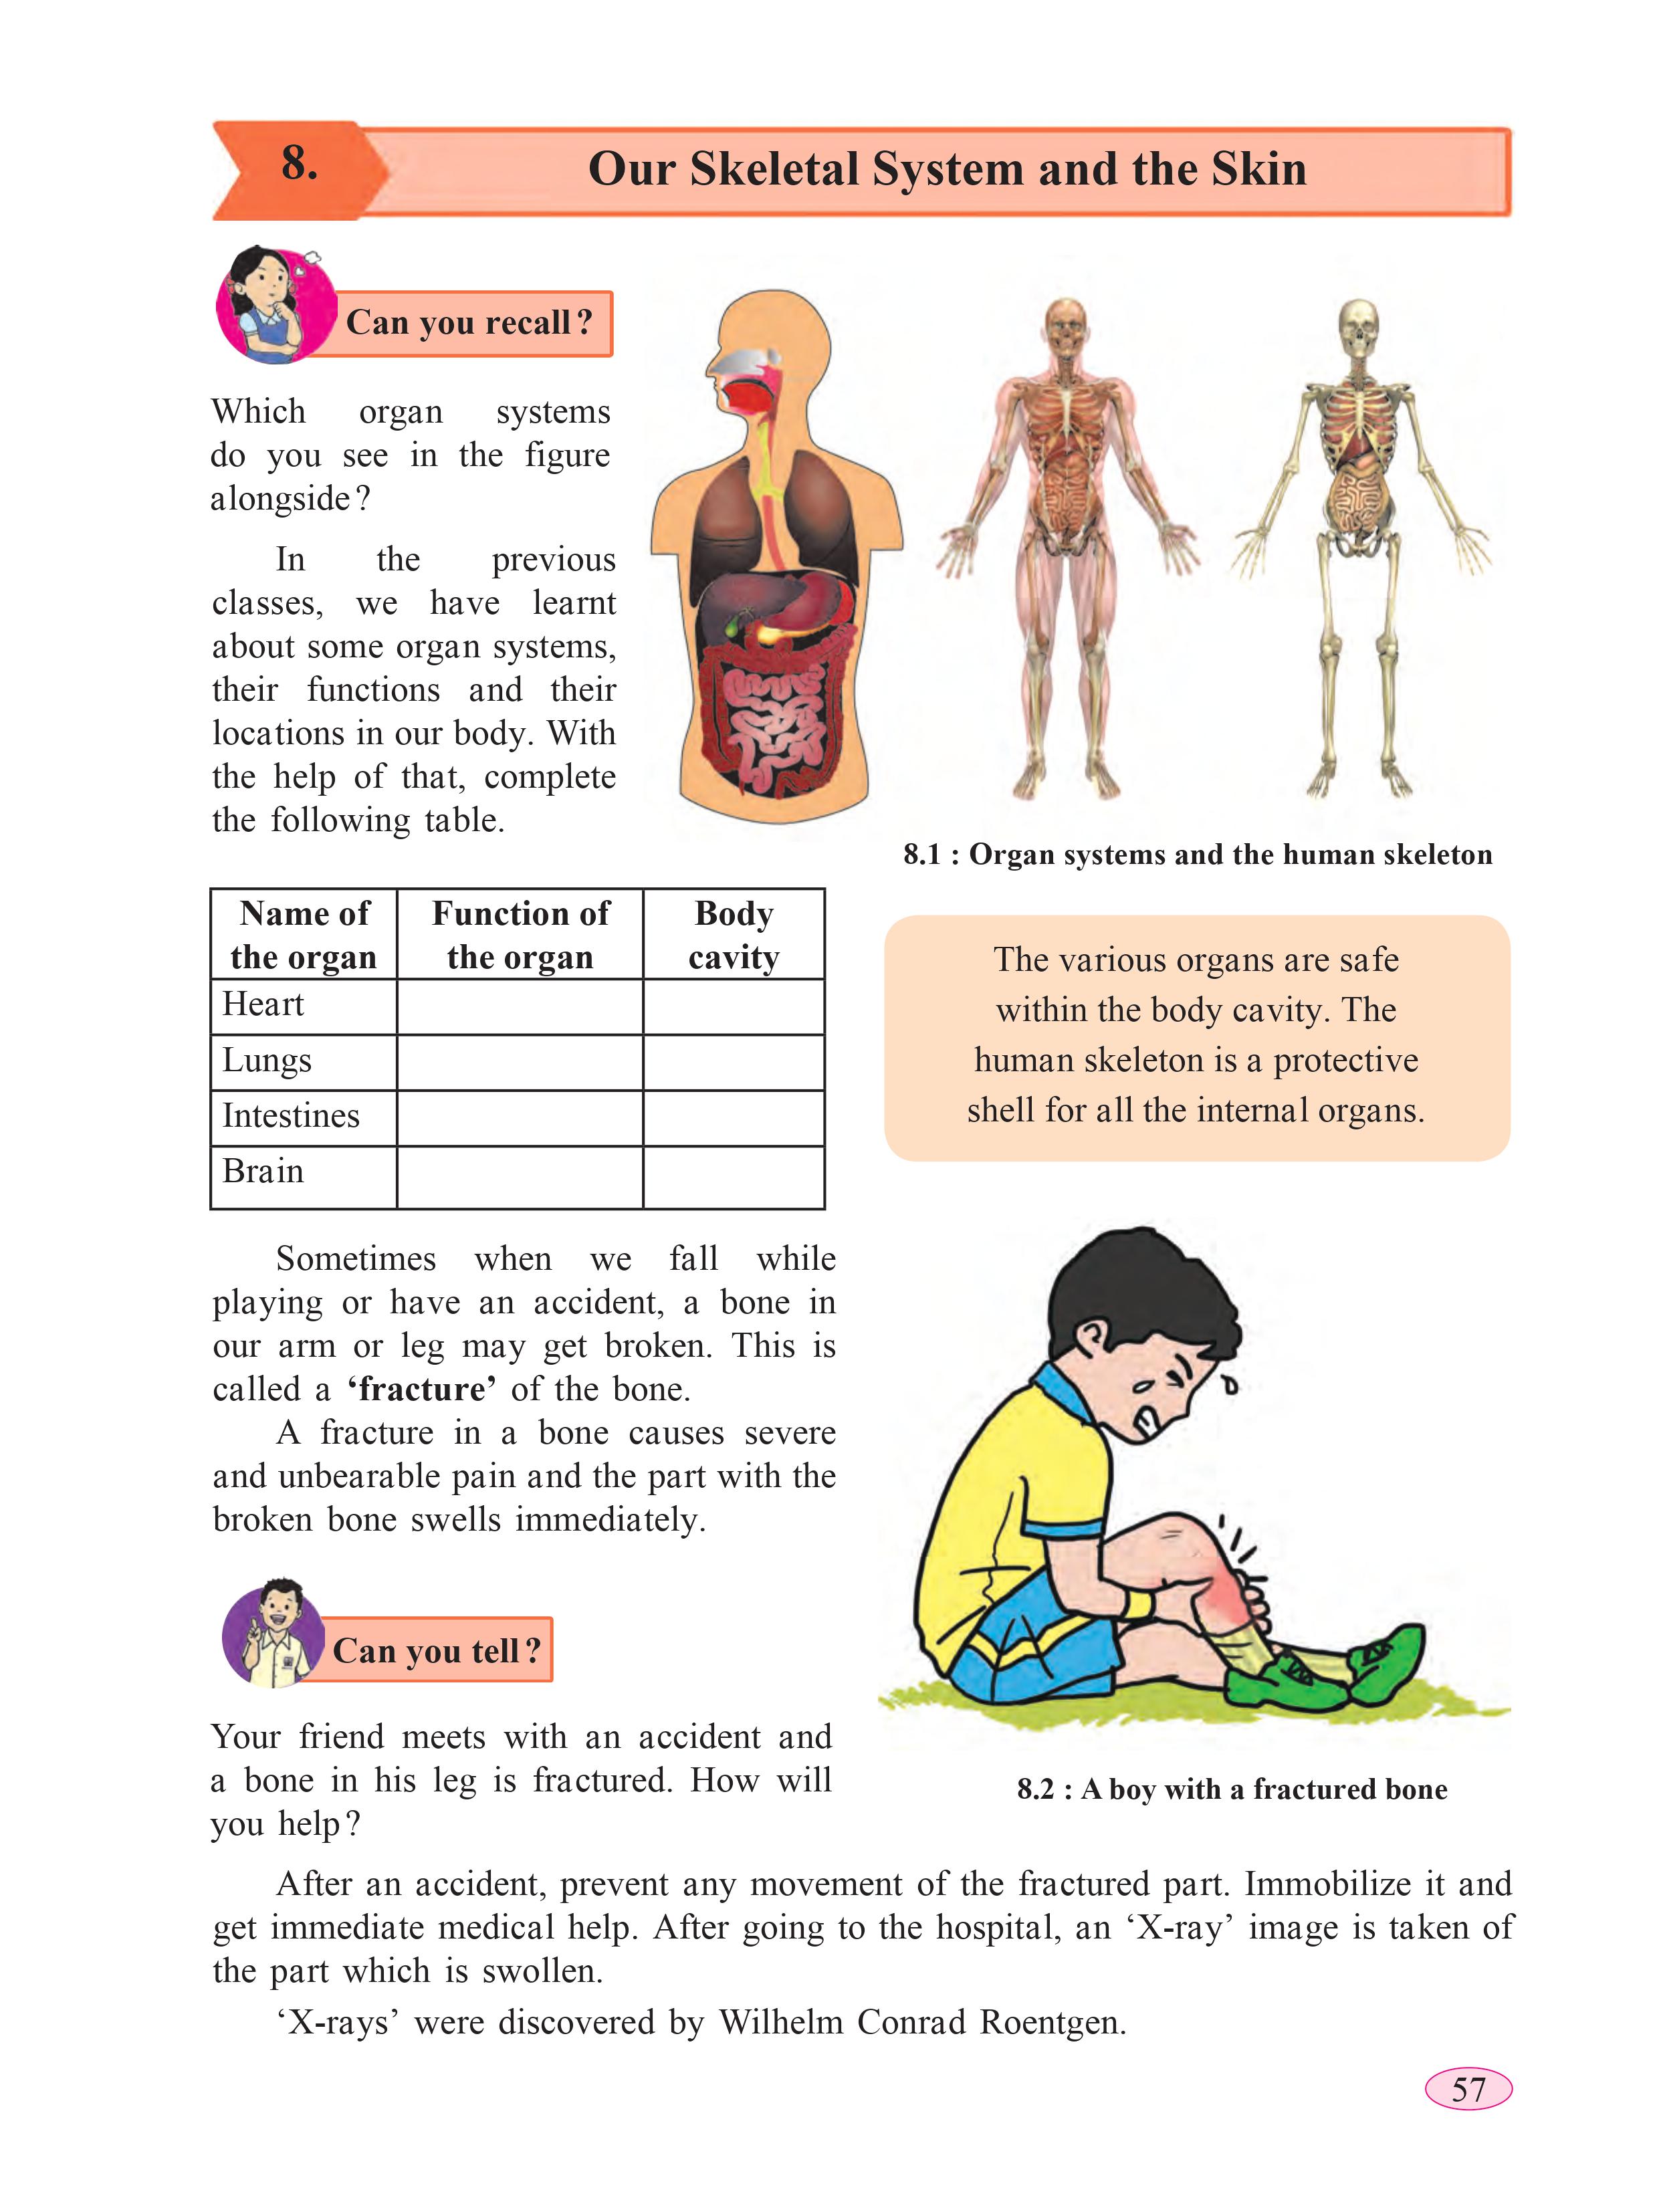 8.
Our Skeletal System and the Skin
Can you recall?
Which organ systems
do you see in the figure
alongside?
In the previous
classes, we have learnt
about some organ systems,
their functions and their
locations in our body. With
the help of that, complete
the following table.
8.1 : Organ systems and the human skeleton
Name of the organ | Function of the organ | Body cavity
Heart
Lungs
Intestines
Brain
The various organs are safe
within the body cavity. The
human skeleton is a protective
shell for all the internal organs.
Sometimes when we fall while
playing or have an accident, a bone in
our arm or leg may get broken. This is
called a ‘fracture’ of the bone.
A fracture in a bone causes severe
and unbearable pain and the part with the
broken bone swells immediately.
Can you tell?
Your friend meets with an accident and
a bone in his leg is fractured. How will
you help?
8.2 : A boy with a fractured bone
After an accident, prevent any movement of the fractured part. Immobilize it and
get immediate medical help. After going to the hospital, an ‘X-ray’ image is taken of
the part which is swollen.
‘X-rays’ were discovered by Wilhelm Conrad Roentgen.
57